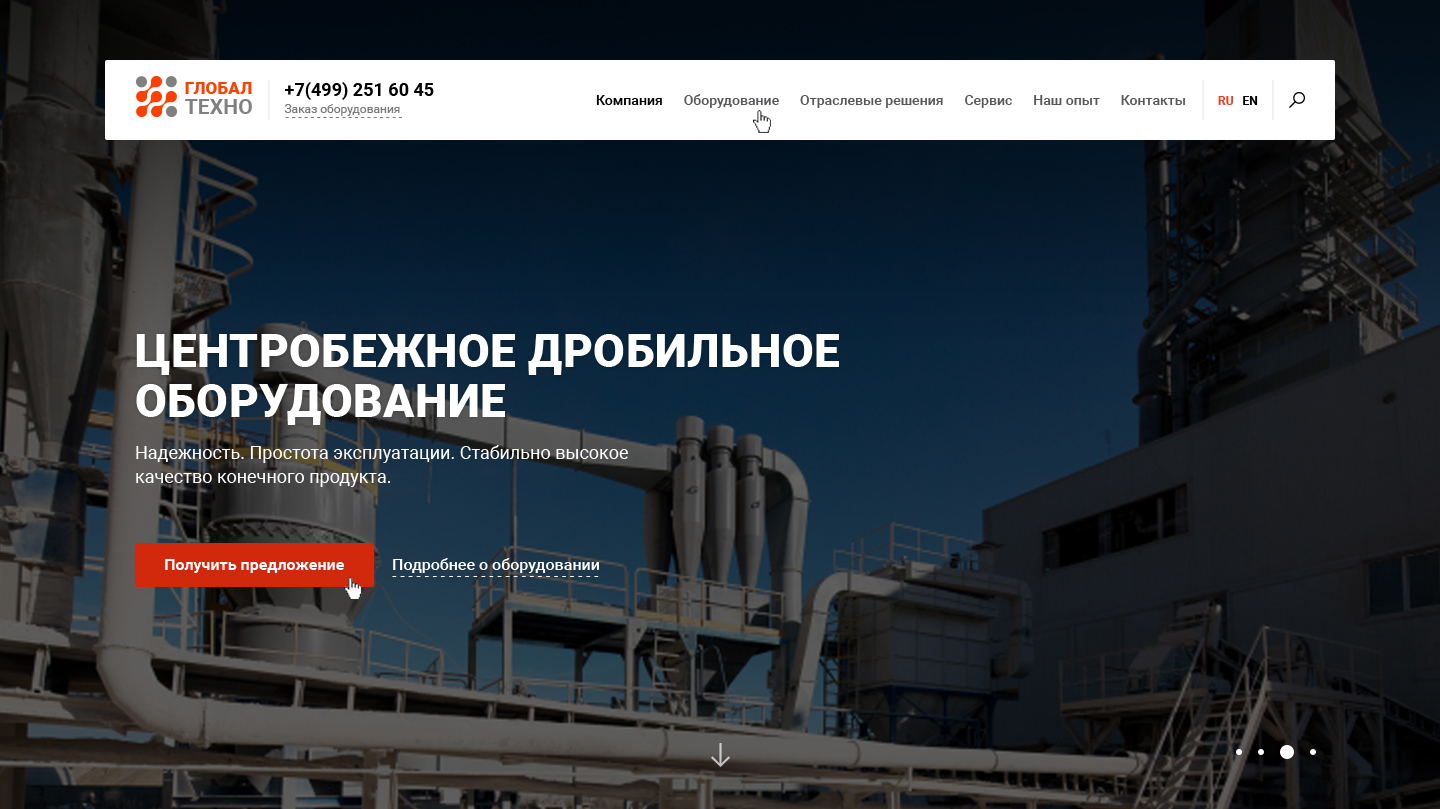 ГЛОБАЛ
ТЕХНО
+7(499) 251 60 45
Заказ оборудования
Компания Оборудование Отраслевые решения Сервис Наш опыт Контакты RU EN
ЦЕНТРОБЕЖНОЕ ДРОБИЛЬНОЕ
ОБОРУДОВАНИЕ
Надежность. Простота эксплуатации. Стабильно высокое
качество конечного продукта.
Получить предложение
Подробнее о оборудовании